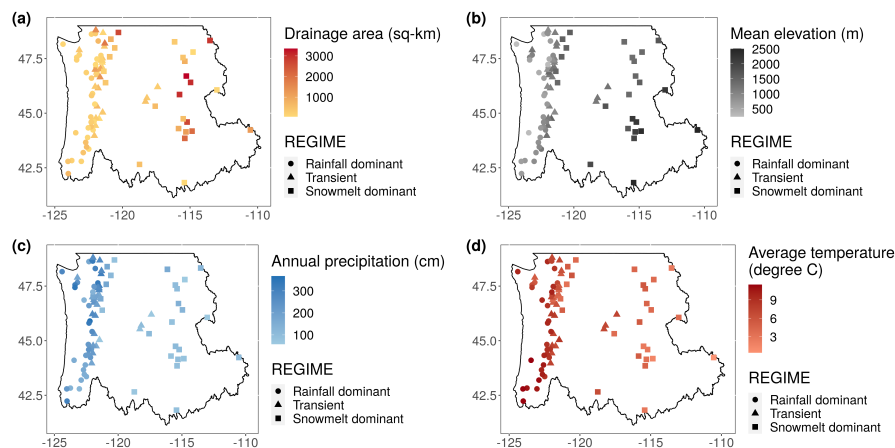 (a)
47.5
45.0
42.5
-125
-120
-115
-110
Drainage area (sq-km)
3000
2000
1000
REGIME
Rainfall dominant
Transient
Snowmelt dominant
(b)
47.5
45.0
42.5
-125
-120
-115
-110
Mean elevation (m)
2500
2000
1500
1000
500
REGIME
Rainfall dominant
Transient
Snowmelt dominant
(c)
47.5
45.0
42.5
-125
-120
-115
-110
Annual precipitation (cm)
300
200
100
REGIME
Rainfall dominant
Transient
Snowmelt dominant
(d)
47.5
45.0
42.5
-125
-120
-115
-110
Average temperature
(degree C)
9
6
3
REGIME
Rainfall dominant
Transient
Snowmelt dominant